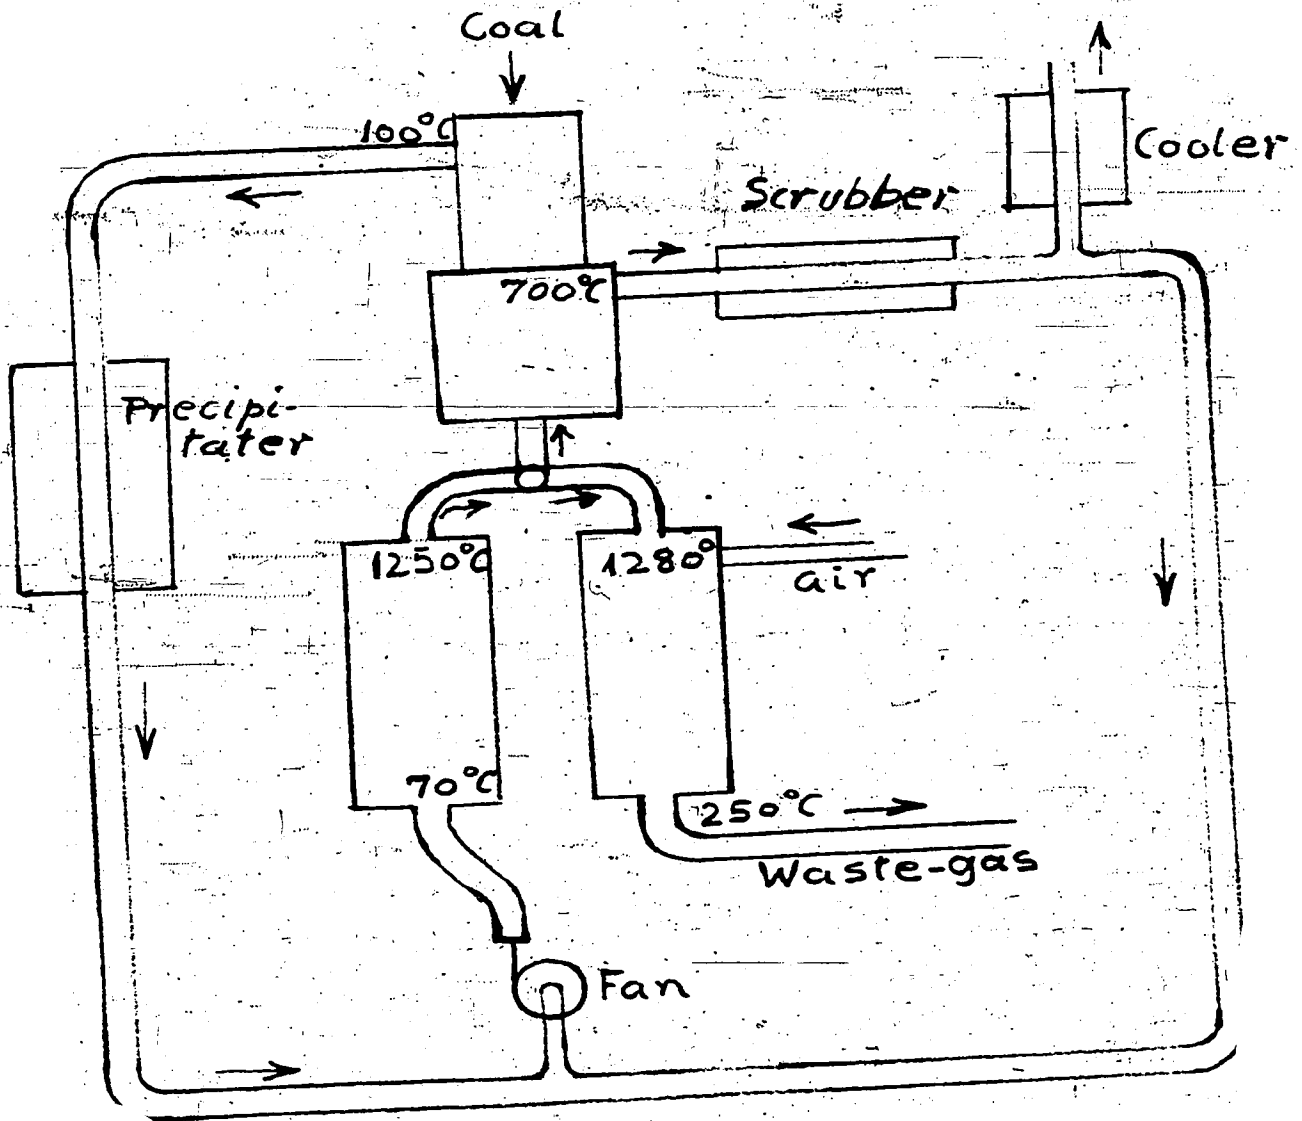 Coal
100°C
Cooler
Scrubber
700°C
Precipi-
tater
1250°C
1280°
air
70°C
250°C
Waste-gas
Fan